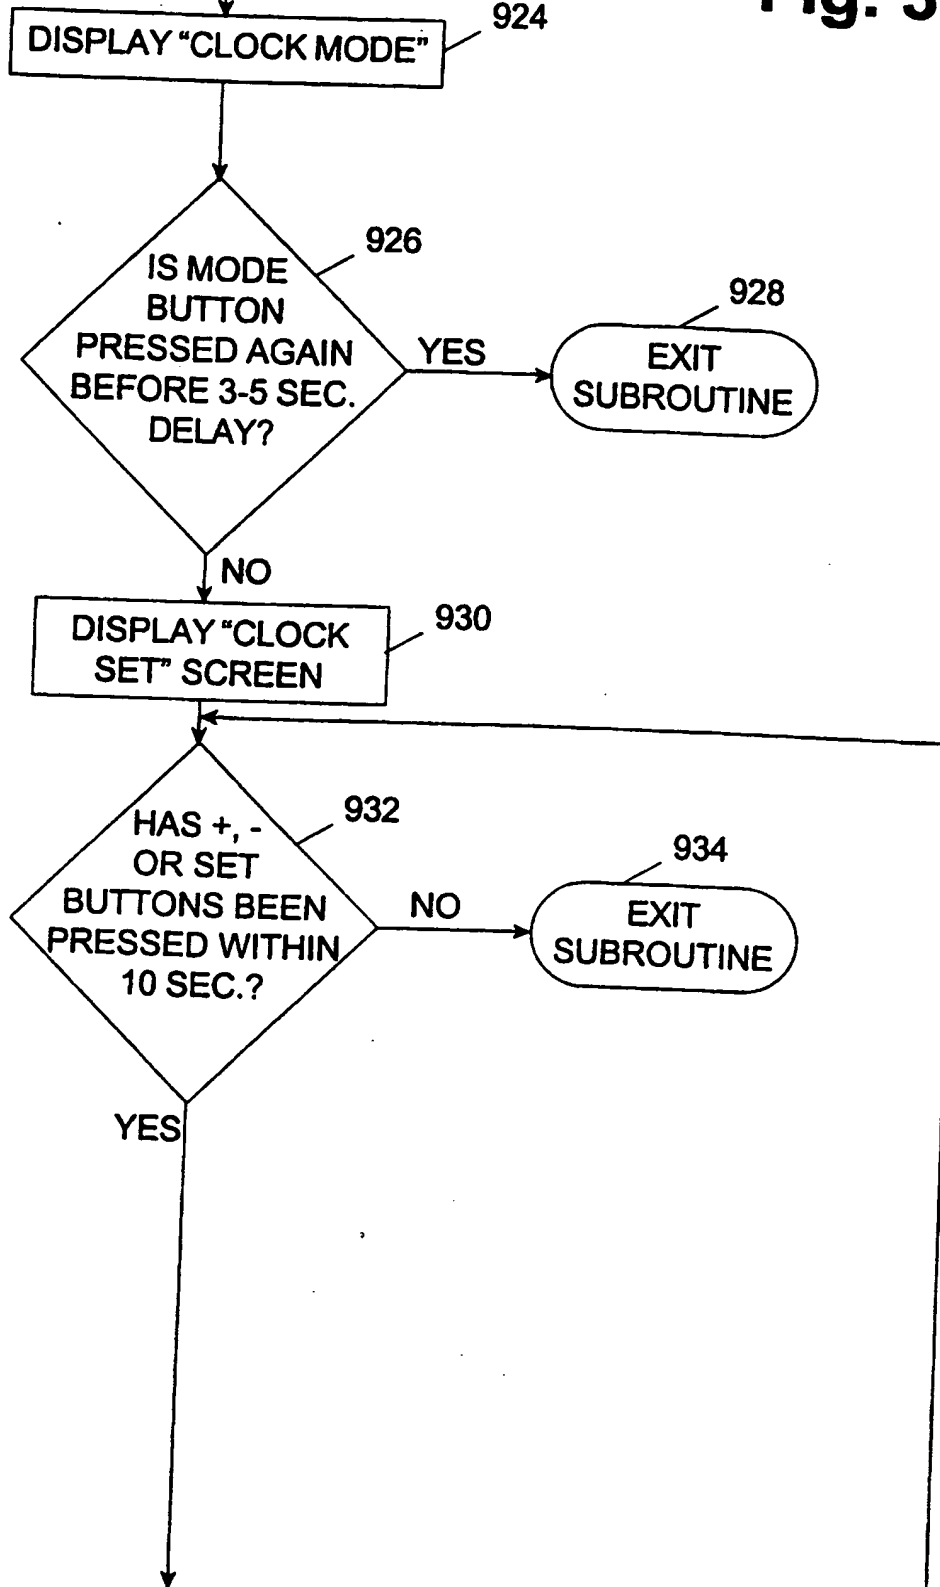 Fig. 3
924
DISPLAY “CLOCK MODE”
926
IS MODE
BUTTON
PRESSED AGAIN
BEFORE 3-5 SEC.
DELAY?
YES
928
EXIT
SUBROUTINE
NO
930
DISPLAY “CLOCK
SET” SCREEN
932
HAS +, -
OR SET
BUTTONS BEEN
PRESSED WITHIN
10 SEC.?
NO
934
EXIT
SUBROUTINE
YES